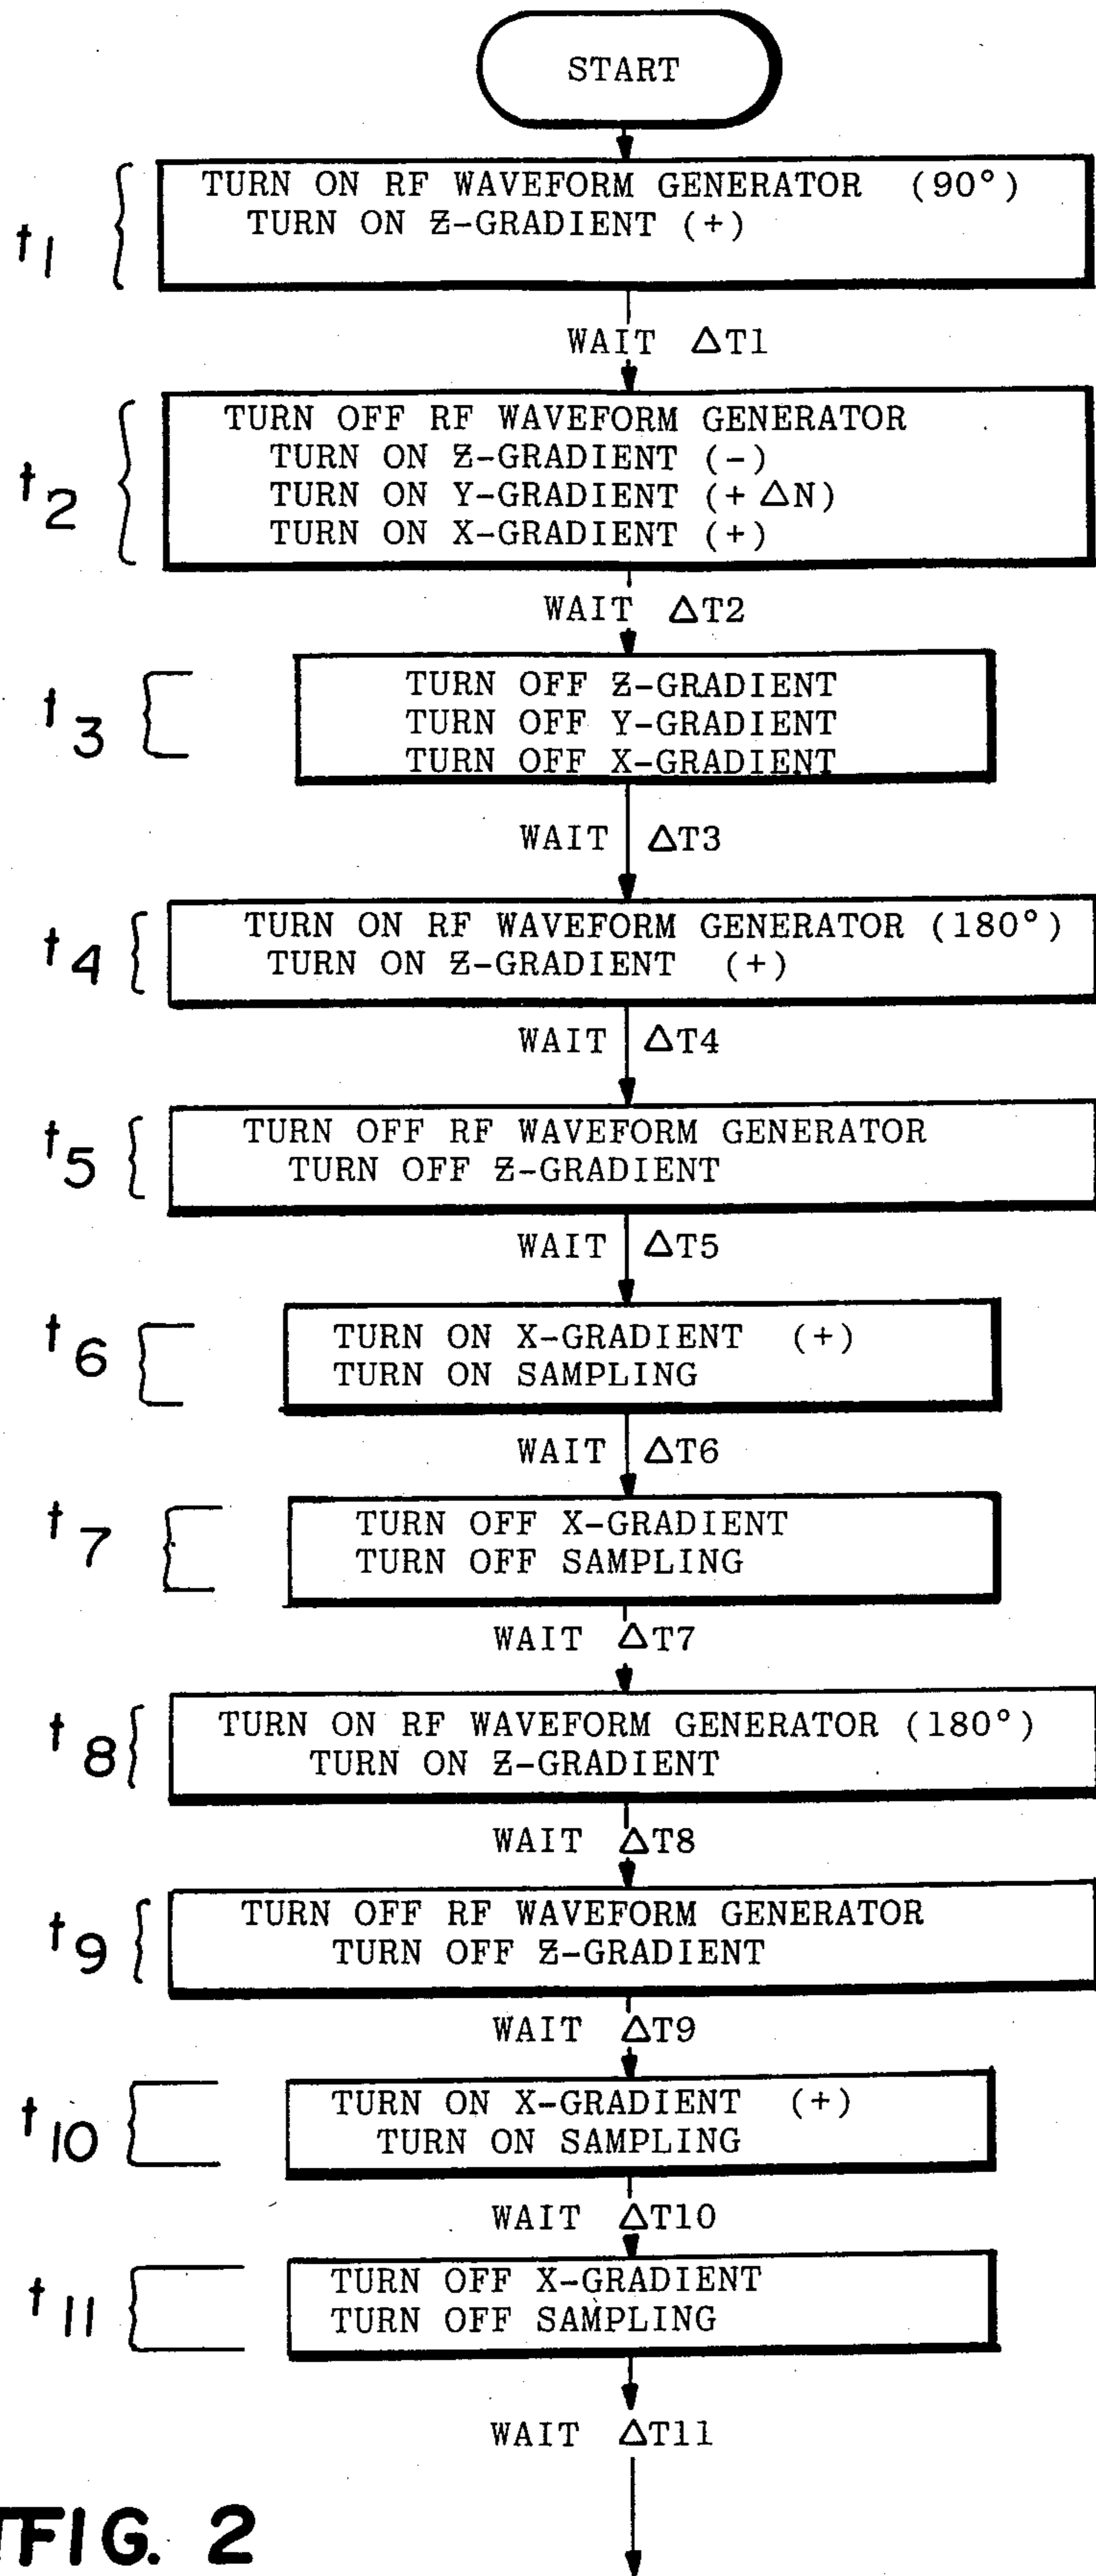 START
t1
TURN ON RF WAVEFORM GENERATOR (90°)
TURN ON Z-GRADIENT (+)
WAIT ΔT1
t2
TURN OFF RF WAVEFORM GENERATOR
TURN ON Z-GRADIENT (-)
TURN ON Y-GRADIENT (+ ΔN)
TURN ON X-GRADIENT (+)
WAIT ΔT2
t3
TURN OFF Z-GRADIENT
TURN OFF Y-GRADIENT
TURN OFF X-GRADIENT
WAIT ΔT3
t4
TURN ON RF WAVEFORM GENERATOR (180°)
TURN ON Z-GRADIENT (+)
WAIT ΔT4
t5
TURN OFF RF WAVEFORM GENERATOR
TURN OFF Z-GRADIENT
WAIT ΔT5
t6
TURN ON X-GRADIENT (+)
TURN ON SAMPLING
WAIT ΔT6
t7
TURN OFF X-GRADIENT
TURN OFF SAMPLING
WAIT ΔT7
t8
TURN ON RF WAVEFORM GENERATOR (180°)
TURN ON Z-GRADIENT
WAIT ΔT8
t9
TURN OFF RF WAVEFORM GENERATOR
TURN OFF Z-GRADIENT
WAIT ΔT9
t10
TURN ON X-GRADIENT (+)
TURN ON SAMPLING
WAIT ΔT10
t11
TURN OFF X-GRADIENT
TURN OFF SAMPLING
WAIT ΔT11
FIG. 2